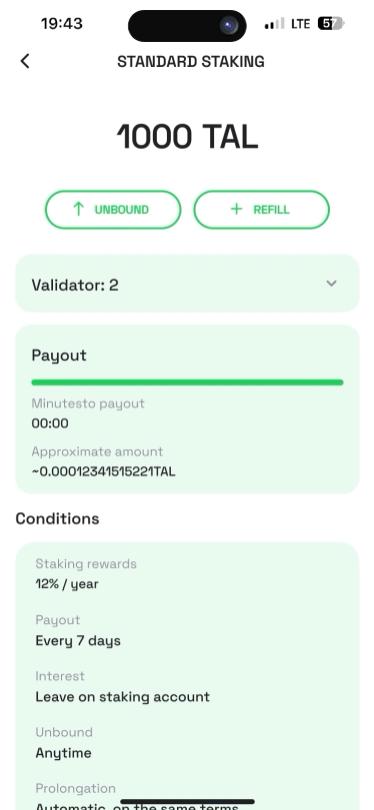 19:43
LTE
57
STANDARD STAKING
1000 TAL
UNBOUND
REFILL
Validator: 2
Payout
Minutesto payout
00:00
Approximate amount
~0.00012341515221TAL
Conditions
Staking rewards
12% / year
Payout
Every 7 days
Interest
Leave on staking account
Unbound
Anytime
Prolongation
Automatic, on the same terms